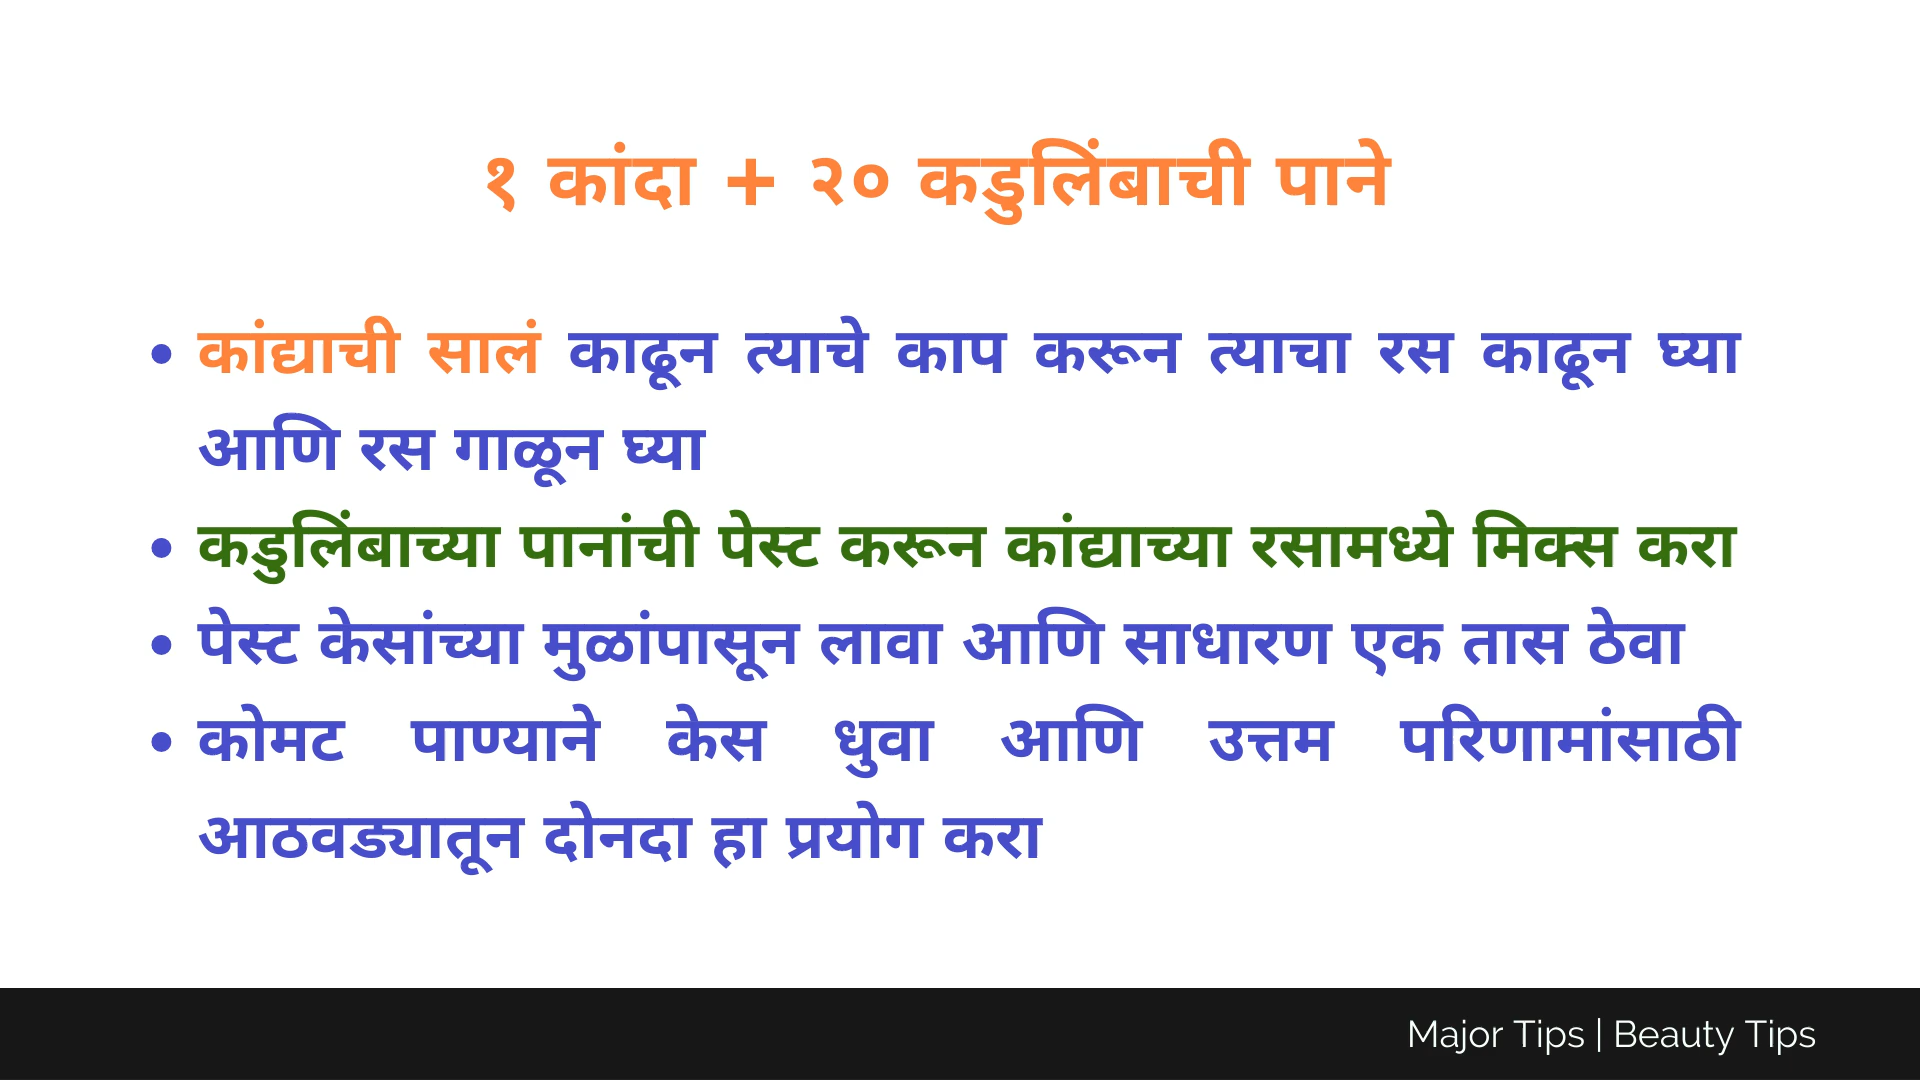 १ कांदा + २० कडुलिंबाची पाने
• कांद्याची सालं काढून त्याचे काप करून त्याचा रस काढून घ्या
आणि रस गाळून घ्या
• कडुलिंबाच्या पानांची पेस्ट करून कांद्याच्या रसामध्ये मिक्स करा
• पेस्ट केसांच्या मुळांपासून लावा आणि साधारण एक तास ठेवा
• कोमट पाण्याने केस धुवा आणि उत्तम परिणामांसाठी
आठवड्यातून दोनदा हा प्रयोग करा
Major Tips | Beauty Tips